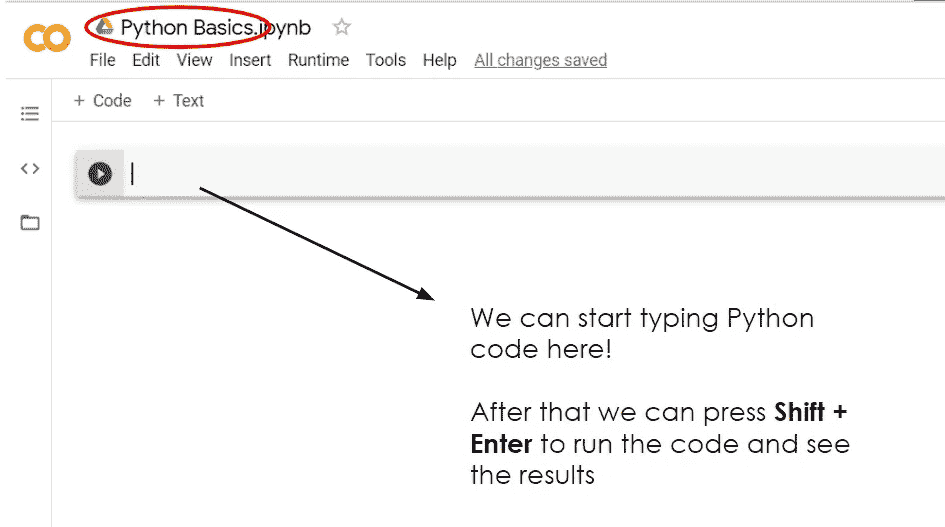 Python Basics.ipynb
File Edit View Insert Runtime Tools Help All changes saved
+ Code + Text
We can start typing Python
code here!
After that we can press Shift +
Enter to run the code and see
the results